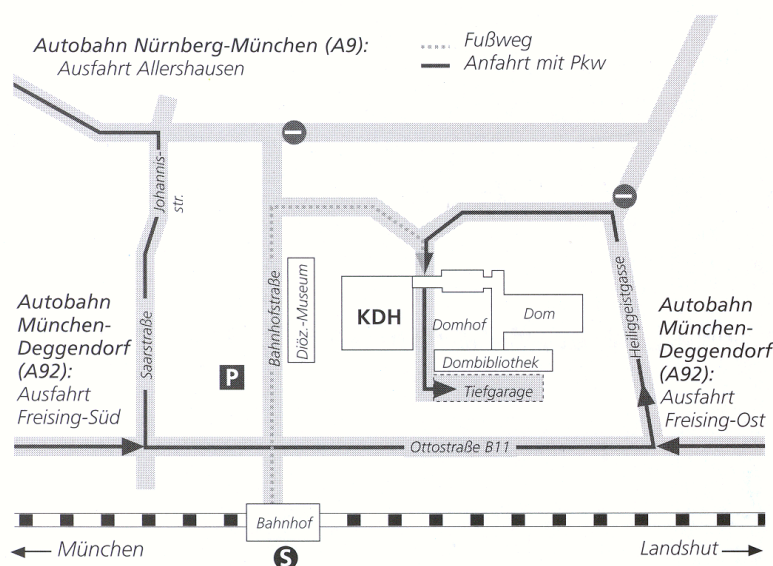 Autobahn Nürnberg-München (A9):
Ausfahrt Allershausen
Fußweg
Anfahrt mit Pkw
Johannis-
str.
Saarstraße
Bahnhofstraße
Diöz.-Museum
KDH
Domhof
Dom
Dombibliothek
Tiefgarage
Heiliggeistgasse
Autobahn
München-
Deggendorf
(A92):
Ausfahrt
Freising-Süd
P
Autobahn
München-
Deggendorf
(A92):
Ausfahrt
Freising-Ost
Ottostraße B11
Bahnhof
S
München
Landshut